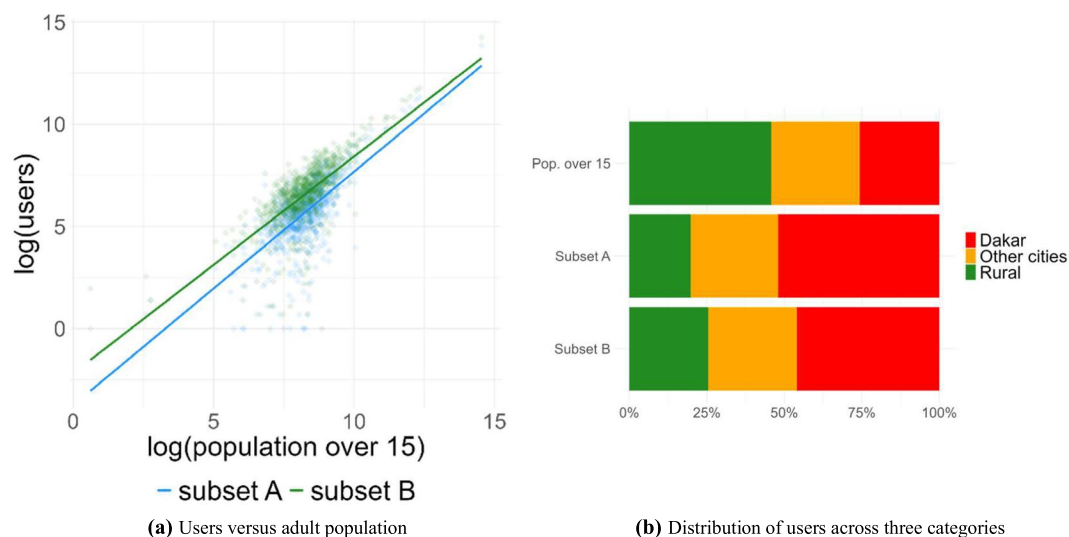 15
10
5
0
log(users)
0 5 10 15
log(population over 15)
subset A subset B
(a) Users versus adult population
Pop. over 15
Subset A
Subset B
0% 25% 50% 75% 100%
Dakar
Other cities
Rural
(b) Distribution of users across three categories